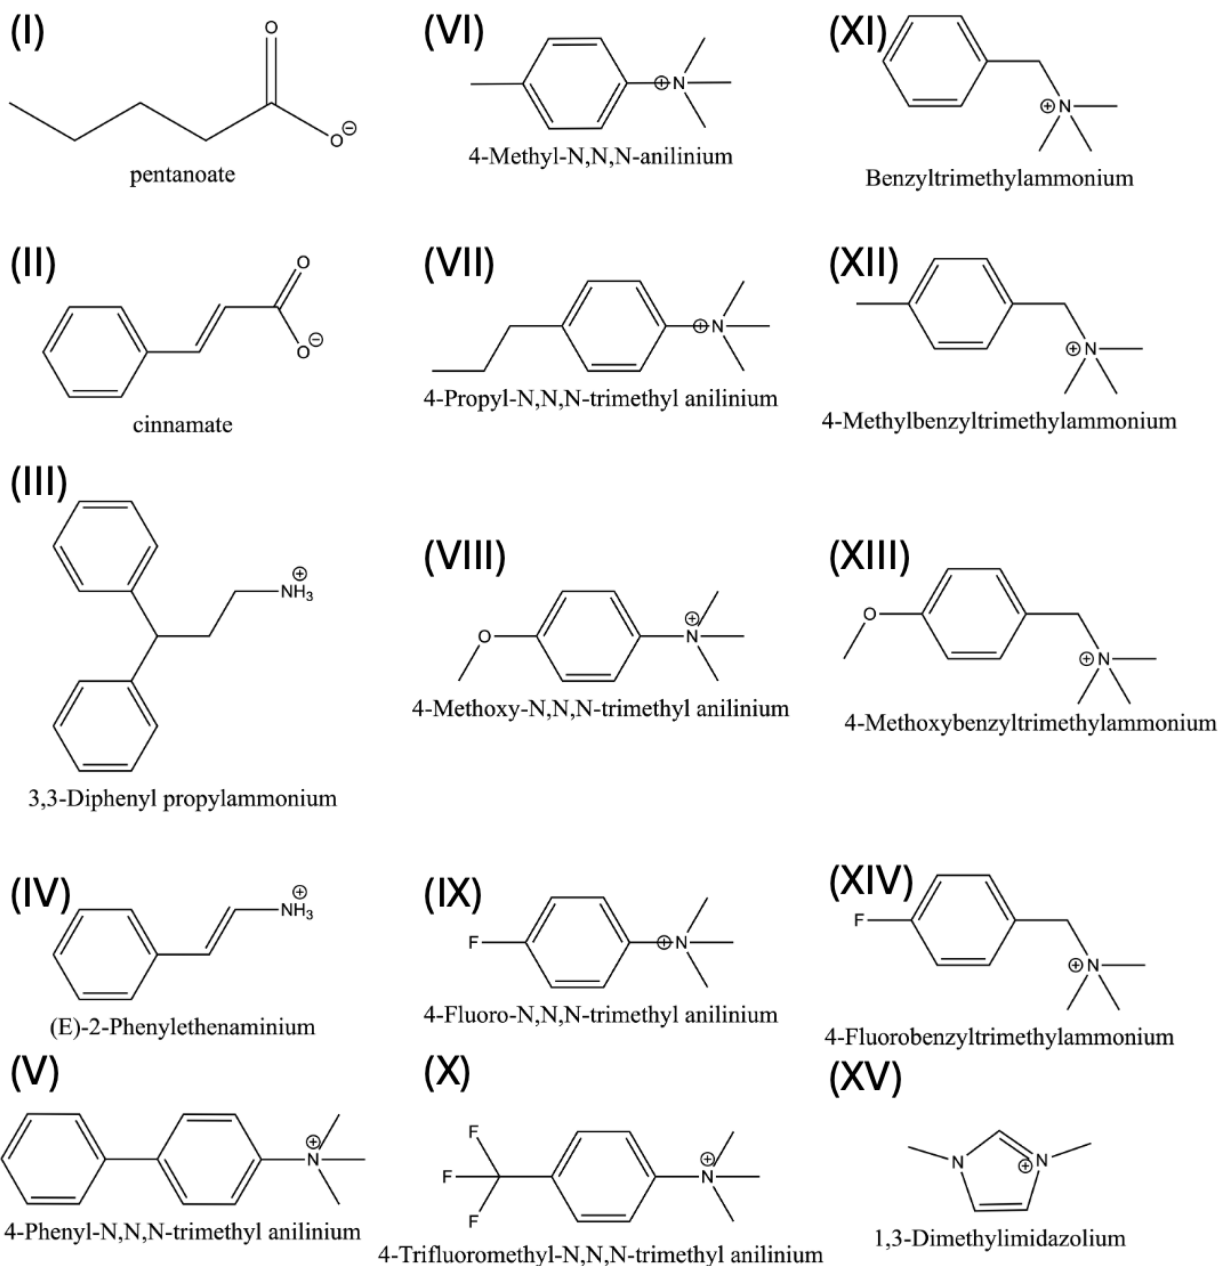 (I)
O
O⊖
pentanoate
(VI)
⊕N
4-Methyl-N,N,N-anilinium
(XI)
⊕N
Benzyltrimethylammonium
(II)
O
O⊖
cinnamate
(VII)
⊕N
4-Propyl-N,N,N-trimethyl anilinium
(XII)
⊕N
4-Methylbenzyltrimethylammonium
(III)
⊕
NH3
3,3-Diphenyl propylammonium
(VIII)
O
⊕
N
4-Methoxy-N,N,N-trimethyl anilinium
(XIII)
O
⊕N
4-Methoxybenzyltrimethylammonium
(IV)
⊕
NH3
(E)-2-Phenylethenaminium
(IX)
F
⊕N
4-Fluoro-N,N,N-trimethyl anilinium
(XIV)
F
⊕N
4-Fluorobenzyltrimethylammonium
(V)
⊕
N
4-Phenyl-N,N,N-trimethyl anilinium
(X)
F
F
F
⊕
N
4-Trifluoromethyl-N,N,N-trimethyl anilinium
(XV)
N
⊕N
1,3-Dimethylimidazolium